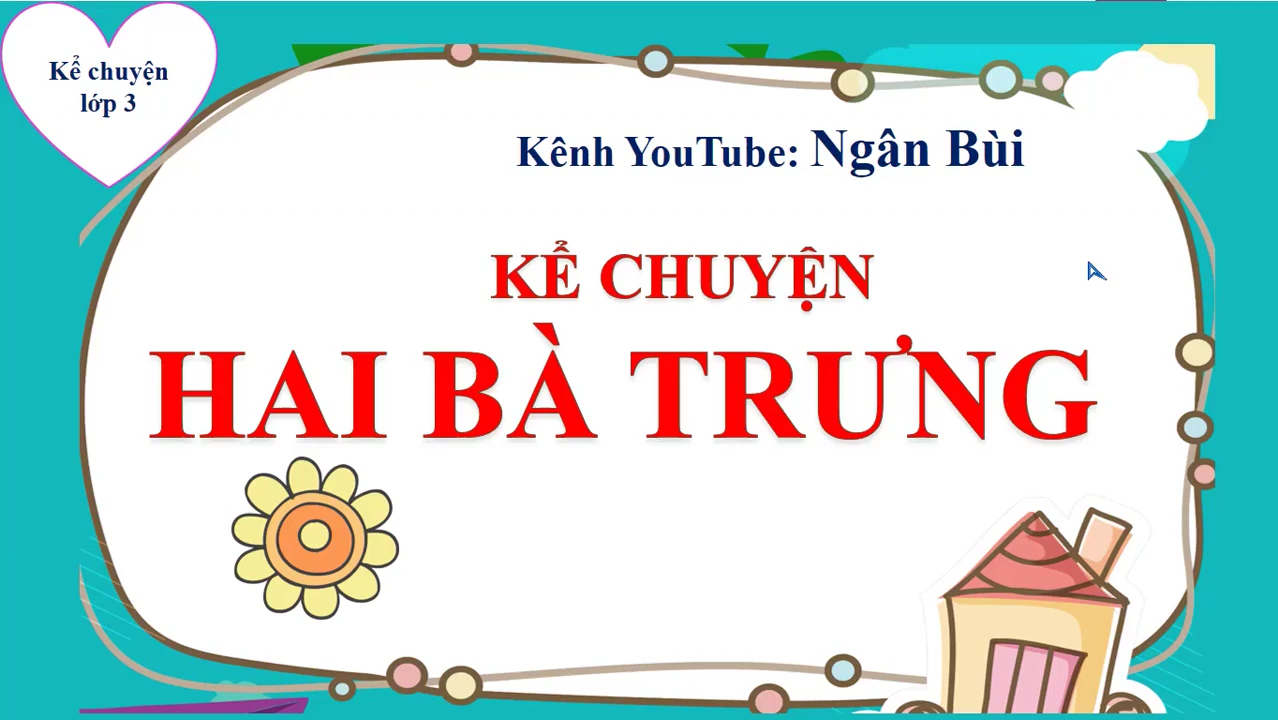 Kể chuyện
lớp 3
Kênh YouTube: Ngân Bùi
KỂ CHUYỆN
HAI BÀ TRƯNG